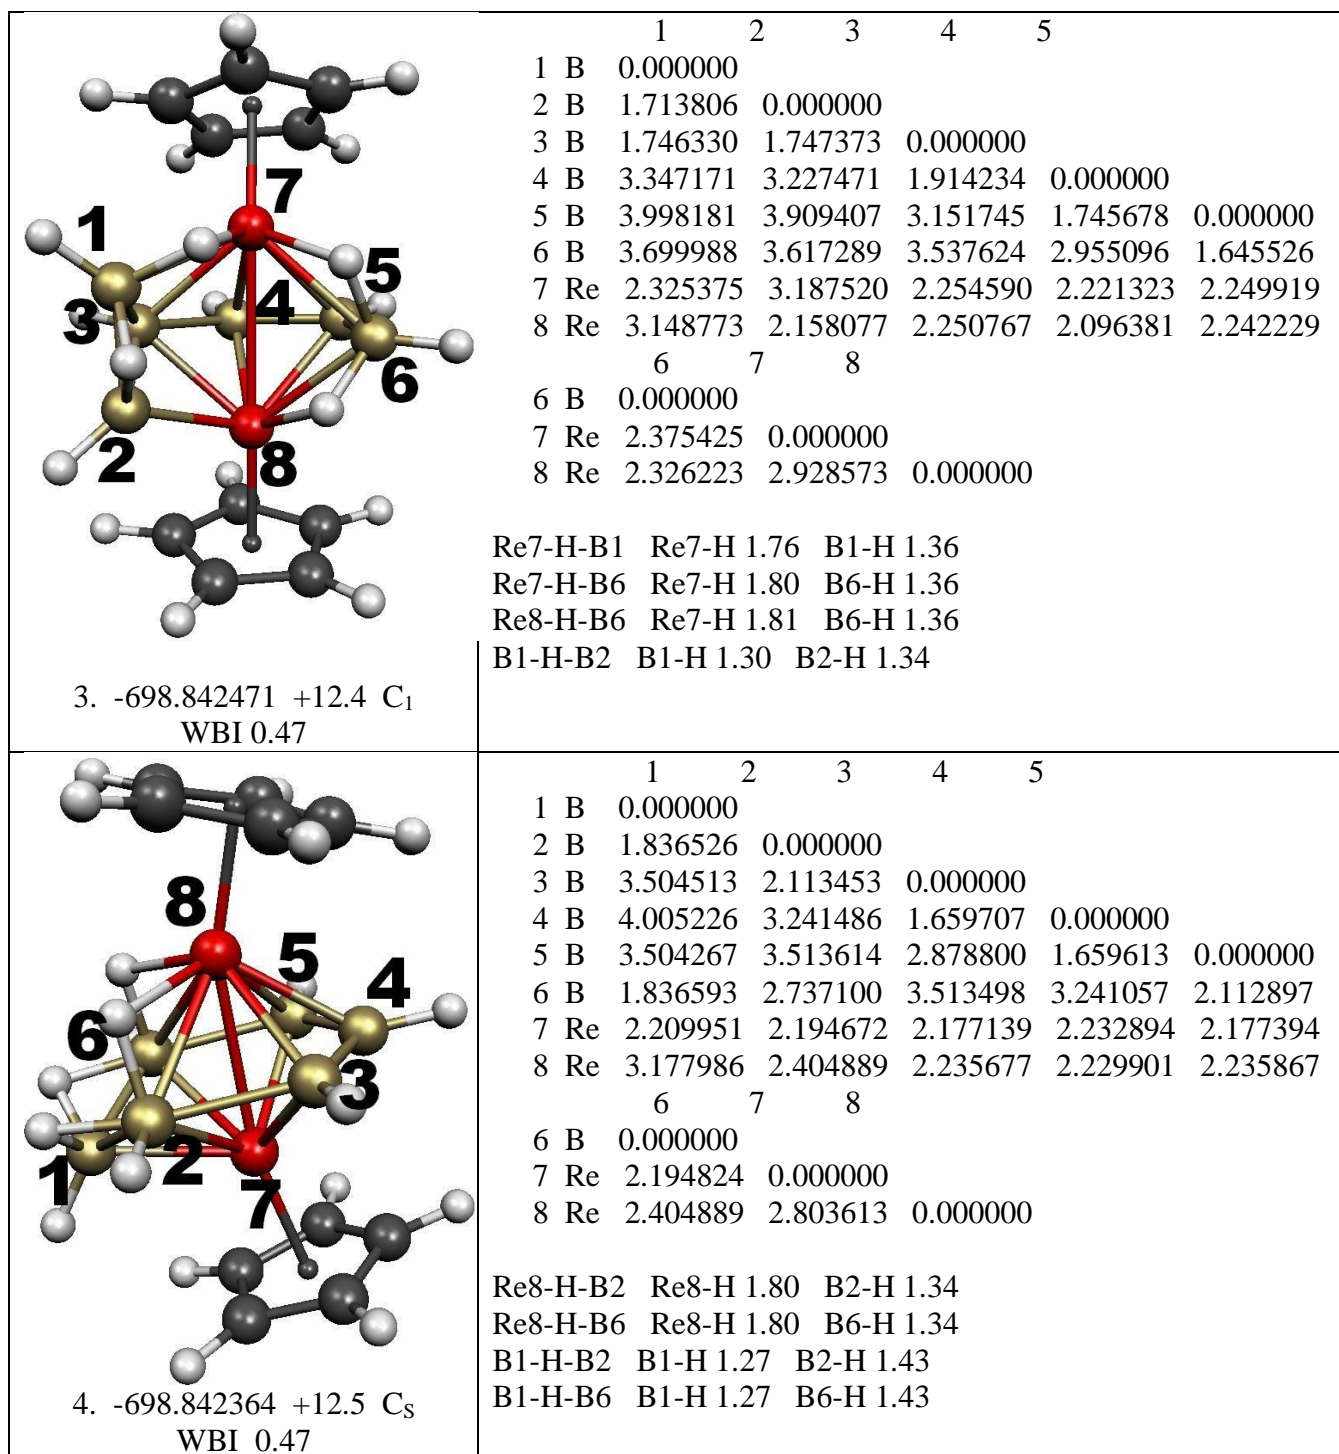 7
1
5
3
4
6
2
8
3. -698.842471 +12.4 C₁
WBI 0.47
1 2 3 4 5
1 B 0.000000
2 B 1.713806 0.000000
3 B 1.746330 1.747373 0.000000
4 B 3.347171 3.227471 1.914234 0.000000
5 B 3.998181 3.909407 3.151745 1.745678 0.000000
6 B 3.699988 3.617289 3.537624 2.955096 1.645526
7 Re 2.325375 3.187520 2.254590 2.221323 2.249919
8 Re 3.148773 2.158077 2.250767 2.096381 2.242229
6 7 8
6 B 0.000000
7 Re 2.375425 0.000000
8 Re 2.326223 2.928573 0.000000
Re7-H-B1 Re7-H 1.76 B1-H 1.36
Re7-H-B6 Re7-H 1.80 B6-H 1.36
Re8-H-B6 Re7-H 1.81 B6-H 1.36
B1-H-B2 B1-H 1.30 B2-H 1.34
8
5
4
6
3
1
2
7
4. -698.842364 +12.5 Cₛ
WBI 0.47
1 2 3 4 5
1 B 0.000000
2 B 1.836526 0.000000
3 B 3.504513 2.113453 0.000000
4 B 4.005226 3.241486 1.659707 0.000000
5 B 3.504267 3.513614 2.878800 1.659613 0.000000
6 B 1.836593 2.737100 3.513498 3.241057 2.112897
7 Re 2.209951 2.194672 2.177139 2.232894 2.177394
8 Re 3.177986 2.404889 2.235677 2.229901 2.235867
6 7 8
6 B 0.000000
7 Re 2.194824 0.000000
8 Re 2.404889 2.803613 0.000000
Re8-H-B2 Re8-H 1.80 B2-H 1.34
Re8-H-B6 Re8-H 1.80 B6-H 1.34
B1-H-B2 B1-H 1.27 B2-H 1.43
B1-H-B6 B1-H 1.27 B6-H 1.43